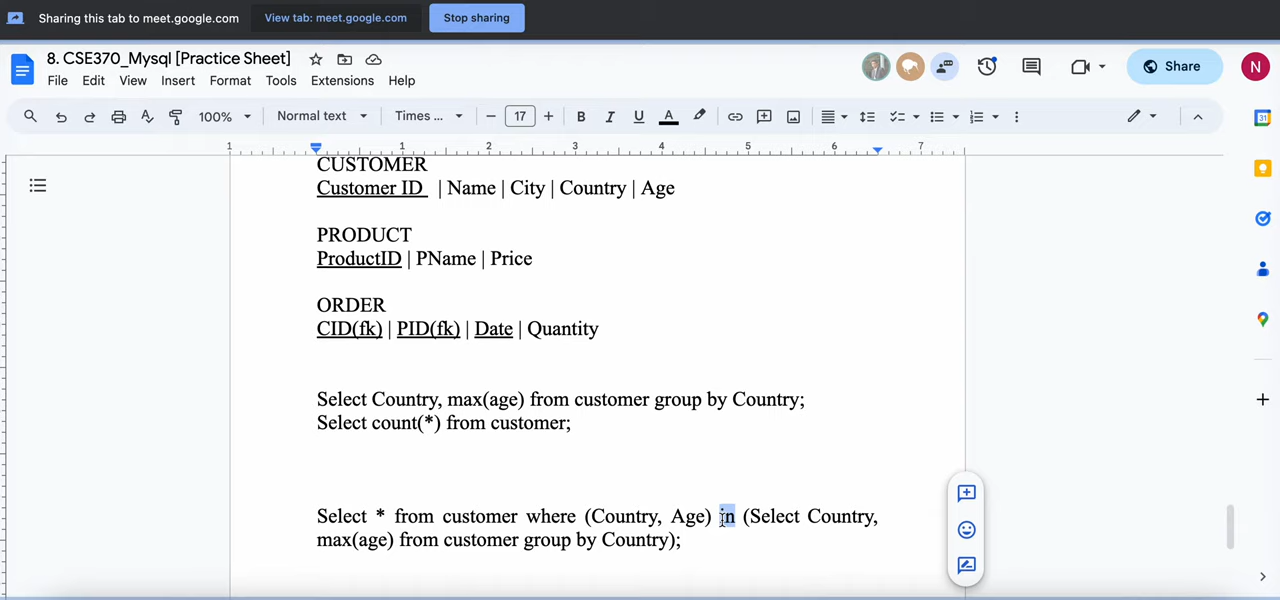 Sharing this tab to meet.google.com View tab: meet.google.com Stop sharing
8. CSE370_Mysql [Practice Sheet]
File Edit View Insert Format Tools Extensions Help
Share N
100% Normal text Times ... 17 B I U A
31
1 1 2 3 4 5 6 7
CUSTOMER
Customer ID | Name | City | Country | Age
PRODUCT
ProductID | PName | Price
ORDER
CID(fk) | PID(fk) | Date | Quantity
Select Country, max(age) from customer group by Country;
Select count(*) from customer;
Select * from customer where (Country, Age) in (Select Country,
max(age) from customer group by Country);